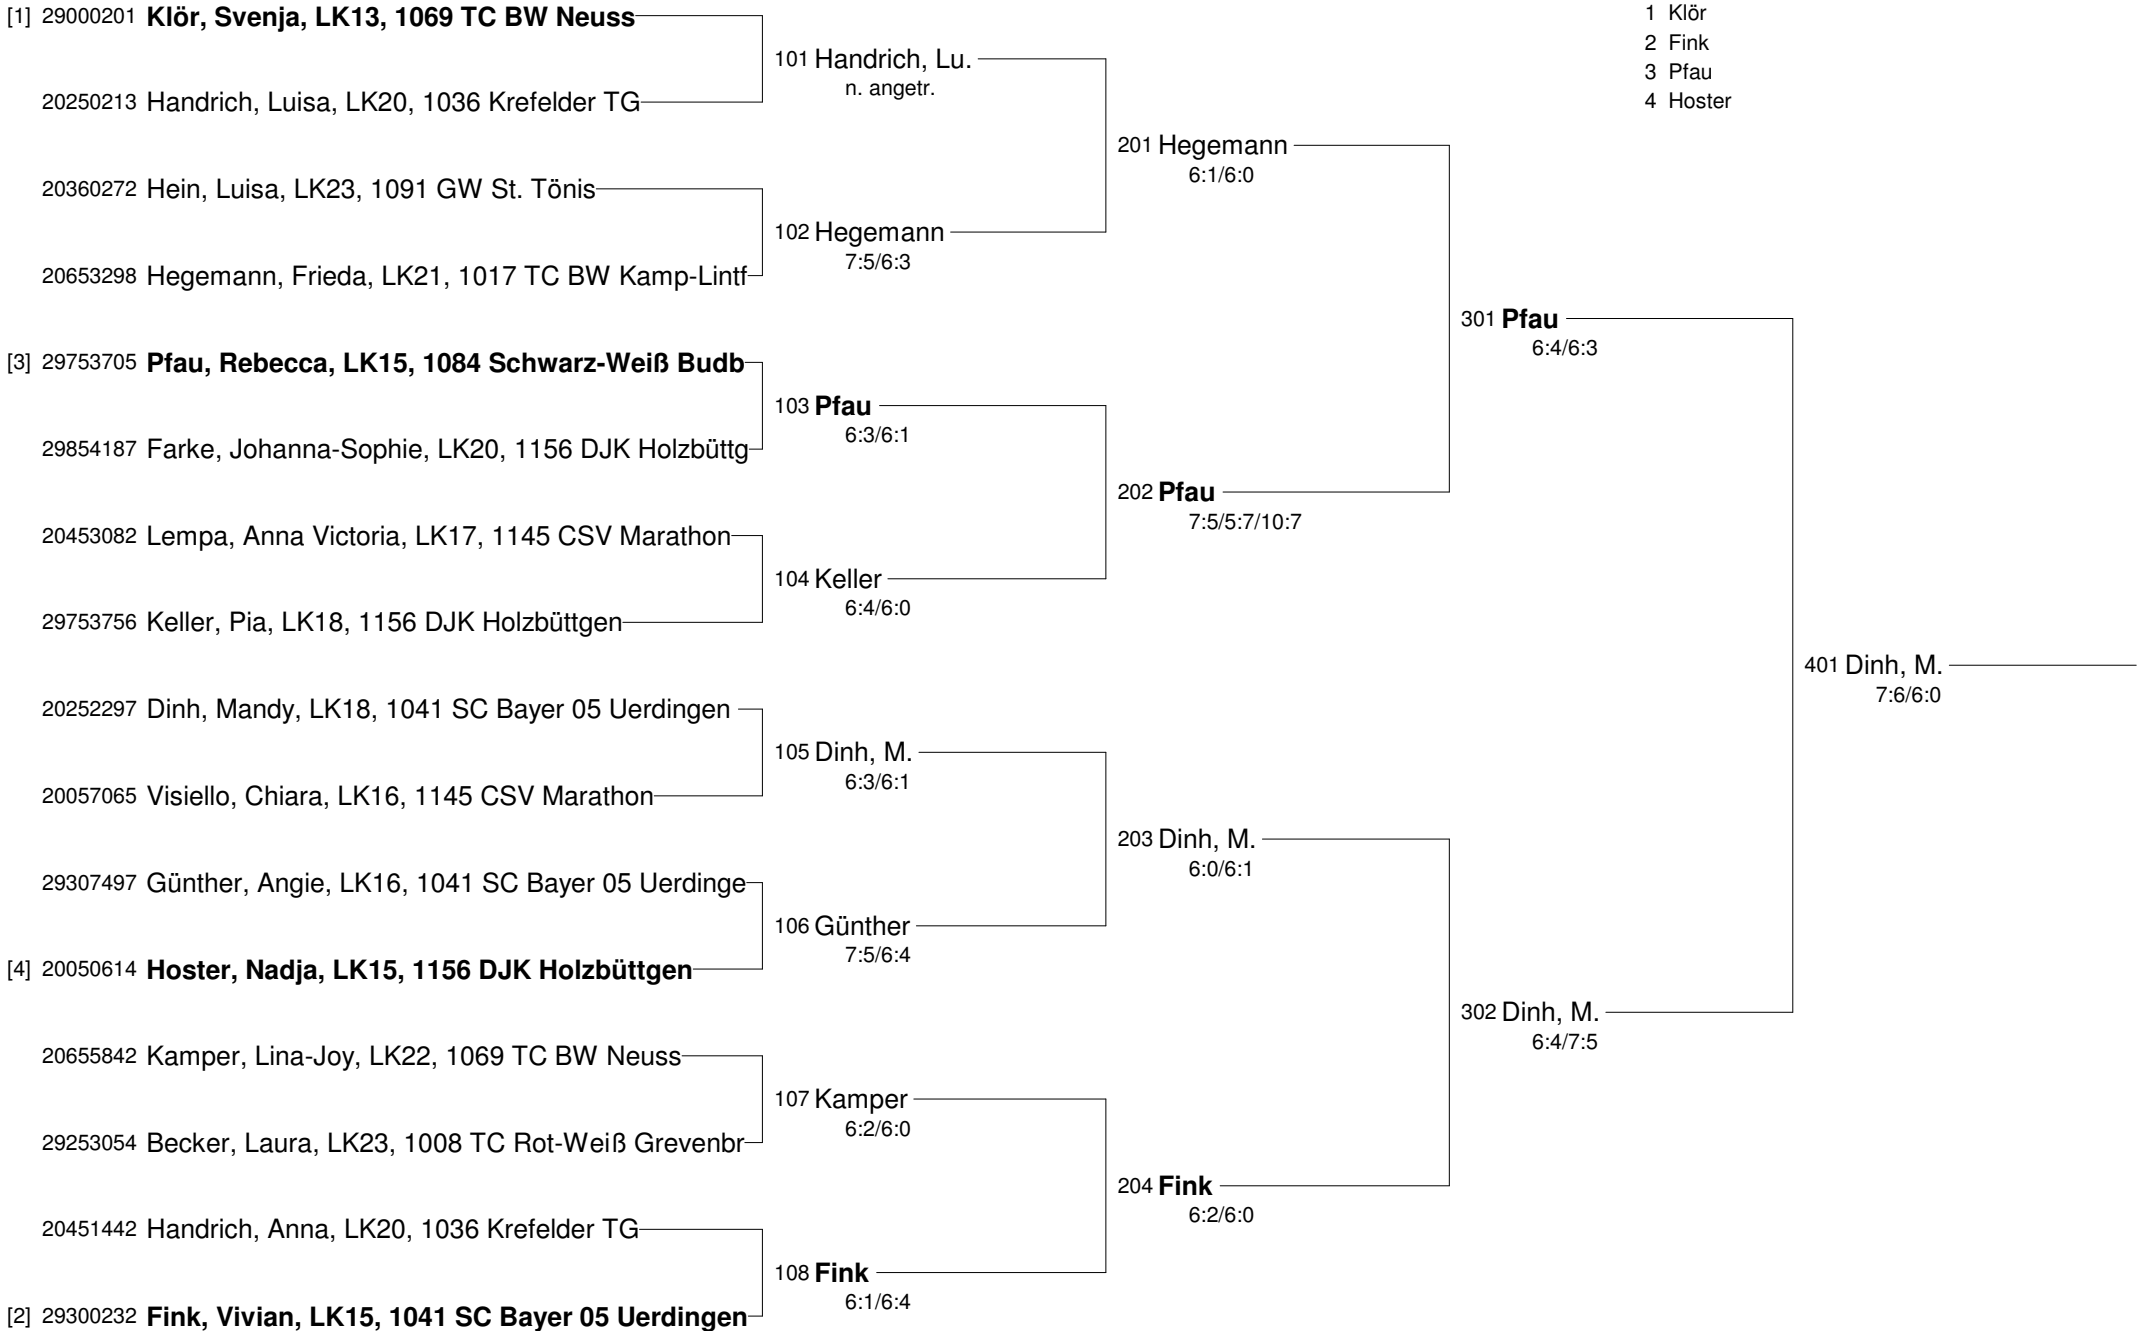 [1] 29000201 Klör, Svenja, LK13, 1069 TC BW Neuss
1 Klör
2 Fink
3 Pfau
4 Hoster
101 Handrich, Lu.
n. angetr.
20250213 Handrich, Luisa, LK20, 1036 Krefelder TG
201 Hegemann
6:1/6:0
20360272 Hein, Luisa, LK23, 1091 GW St. Tönis
102 Hegemann
7:5/6:3
20653298 Hegemann, Frieda, LK21, 1017 TC BW Kamp-Lintf
301 Pfau
6:4/6:3
[3] 29753705 Pfau, Rebecca, LK15, 1084 Schwarz-Weiß Budb
103 Pfau
6:3/6:1
29854187 Farke, Johanna-Sophie, LK20, 1156 DJK Holzbüttg
202 Pfau
7:5/5:7/10:7
20453082 Lempa, Anna Victoria, LK17, 1145 CSV Marathon
104 Keller
6:4/6:0
29753756 Keller, Pia, LK18, 1156 DJK Holzbüttgen
401 Dinh, M.
7:6/6:0
20252297 Dinh, Mandy, LK18, 1041 SC Bayer 05 Uerdingen
105 Dinh, M.
6:3/6:1
20057065 Visiello, Chiara, LK16, 1145 CSV Marathon
203 Dinh, M.
6:0/6:1
29307497 Günther, Angie, LK16, 1041 SC Bayer 05 Uerdinge
106 Günther
7:5/6:4
[4] 20050614 Hoster, Nadja, LK15, 1156 DJK Holzbüttgen
302 Dinh, M.
6:4/7:5
20655842 Kamper, Lina-Joy, LK22, 1069 TC BW Neuss
107 Kamper
6:2/6:0
29253054 Becker, Laura, LK23, 1008 TC Rot-Weiß Grevenbr
204 Fink
6:2/6:0
20451442 Handrich, Anna, LK20, 1036 Krefelder TG
108 Fink
6:1/6:4
[2] 29300232 Fink, Vivian, LK15, 1041 SC Bayer 05 Uerdingen